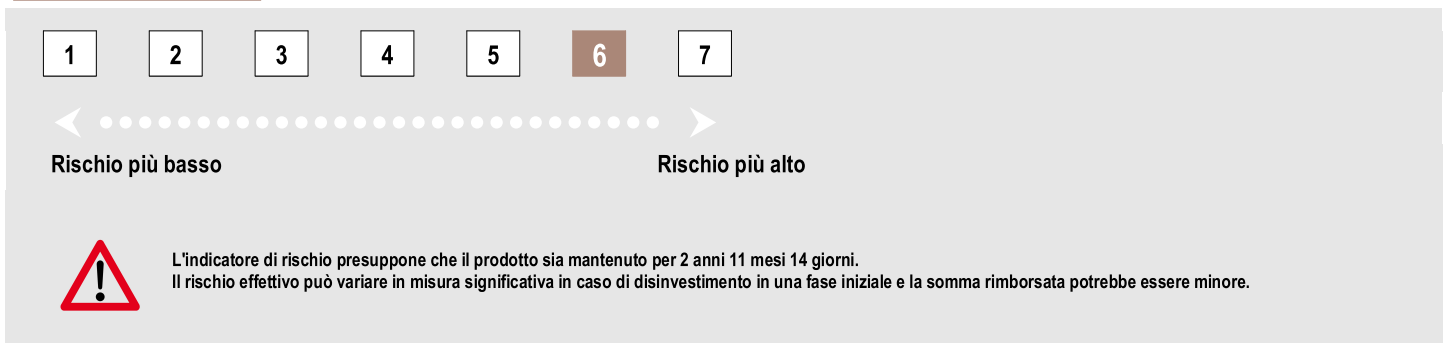 1 2 3 4 5 6 7
Rischio più basso Rischio più alto
L'indicatore di rischio presuppone che il prodotto sia mantenuto per 2 anni 11 mesi 14 giorni.
Il rischio effettivo può variare in misura significativa in caso di disinvestimento in una fase iniziale e la somma rimborsata potrebbe essere minore.